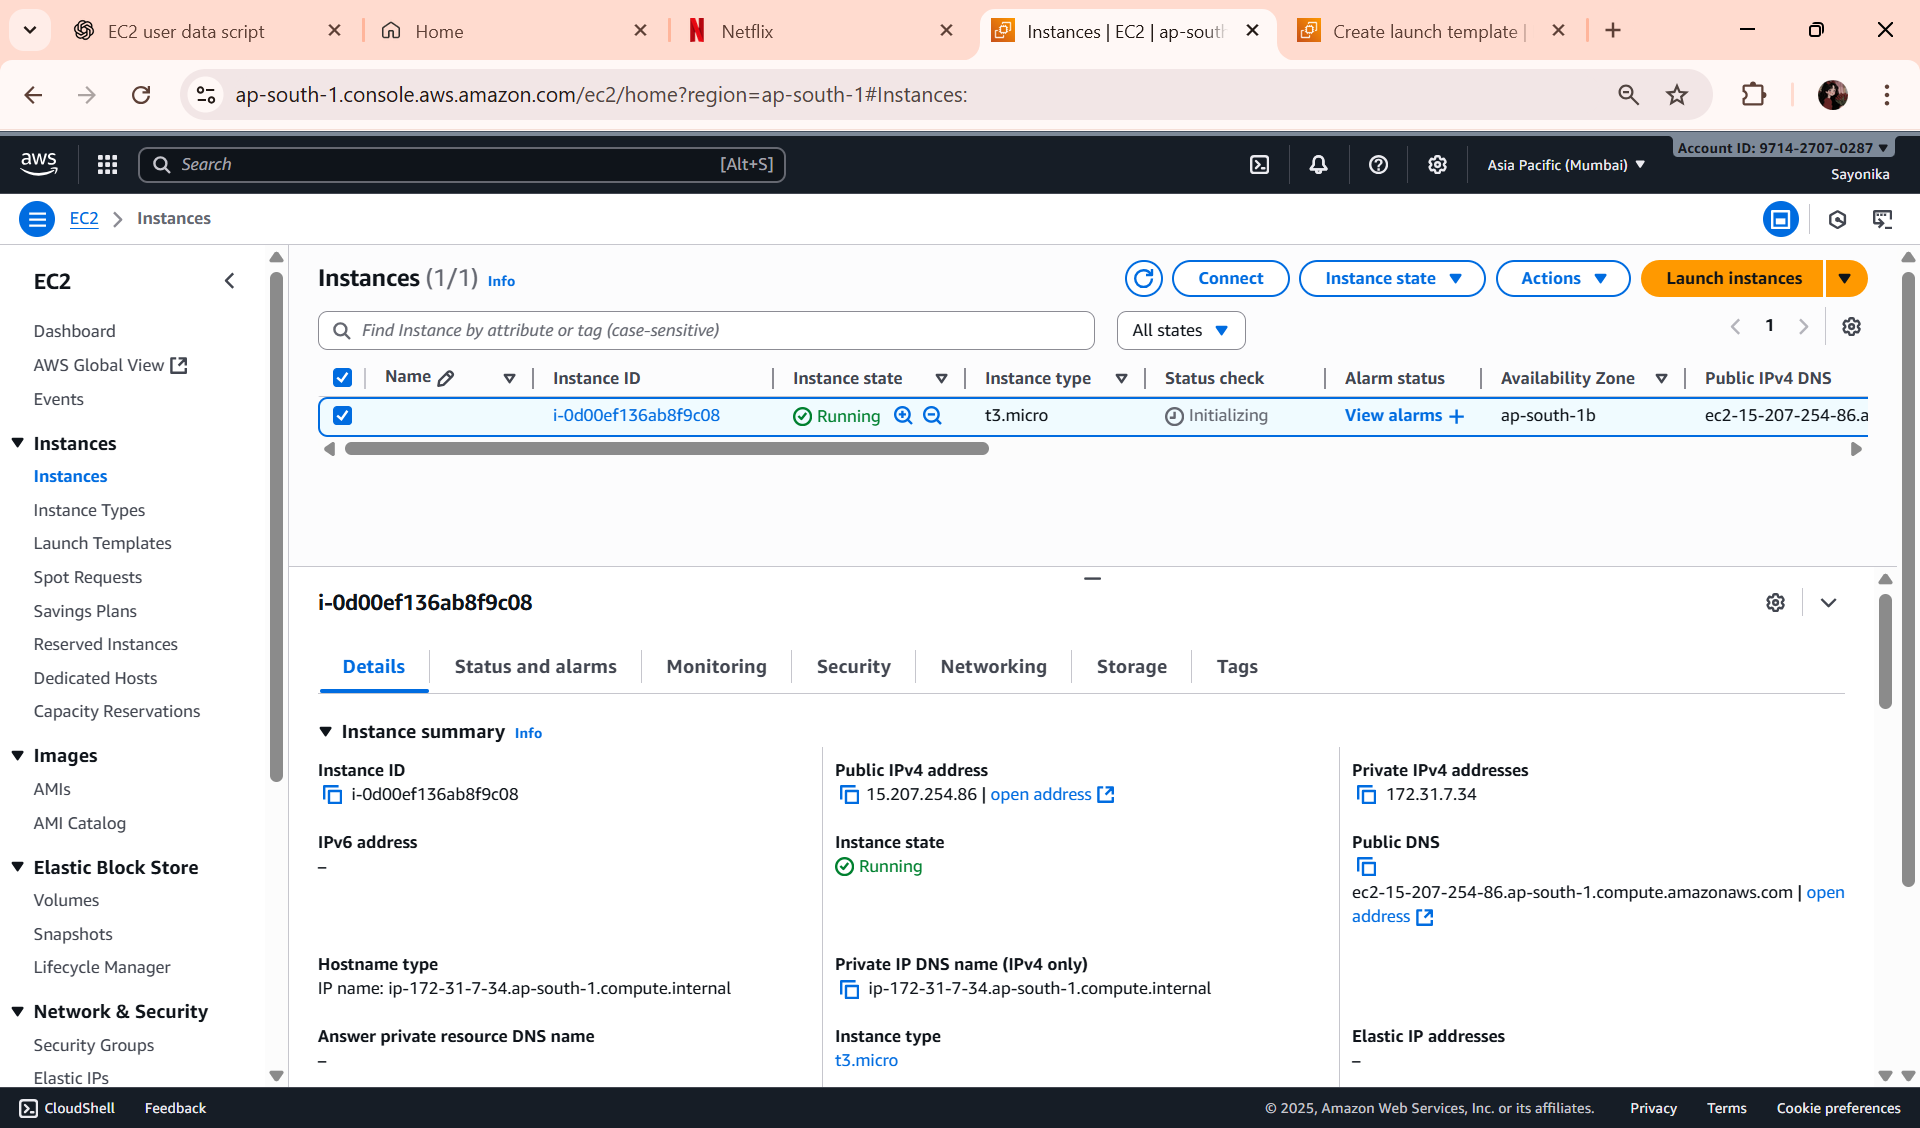 EC2 user data script
Home
Netflix
Instances | EC2 | ap-south
Create launch template |
ap-south-1.console.aws.amazon.com/ec2/home?region=ap-south-1#Instances:
aws
Search
[Alt+S]
Asia Pacific (Mumbai)
Account ID: 9714-2707-0287
Sayonika
EC2
Instances
EC2
Dashboard
AWS Global View
Events
Instances
Instances
Instance Types
Launch Templates
Spot Requests
Savings Plans
Reserved Instances
Dedicated Hosts
Capacity Reservations
Images
AMIs
AMI Catalog
Elastic Block Store
Volumes
Snapshots
Lifecycle Manager
Network & Security
Security Groups
Elastic IPs
Instances (1/1) Info
Connect
Instance state
Actions
Launch instances
Find Instance by attribute or tag (case-sensitive)
All states
1
Name
Instance ID
Instance state
Instance type
Status check
Alarm status
Availability Zone
Public IPv4 DNS
i-0d00ef136ab8f9c08
Running
t3.micro
Initializing
View alarms +
ap-south-1b
ec2-15-207-254-86.a
i-0d00ef136ab8f9c08
Details
Status and alarms
Monitoring
Security
Networking
Storage
Tags
Instance summary Info
Instance ID
i-0d00ef136ab8f9c08
Public IPv4 address
15.207.254.86 | open address
Private IPv4 addresses
172.31.7.34
IPv6 address
–
Instance state
Running
Public DNS
ec2-15-207-254-86.ap-south-1.compute.amazonaws.com | open
address
Hostname type
IP name: ip-172-31-7-34.ap-south-1.compute.internal
Private IP DNS name (IPv4 only)
ip-172-31-7-34.ap-south-1.compute.internal
Answer private resource DNS name
–
Instance type
t3.micro
Elastic IP addresses
–
CloudShell
Feedback
© 2025, Amazon Web Services, Inc. or its affiliates.
Privacy
Terms
Cookie preferences